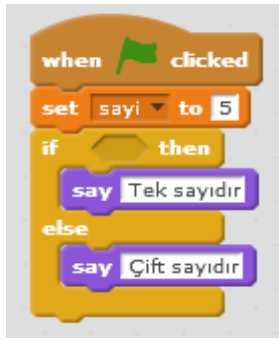 when clicked
set sayi to 5
if then
say Tek sayıdır
else
say Çift sayıdır